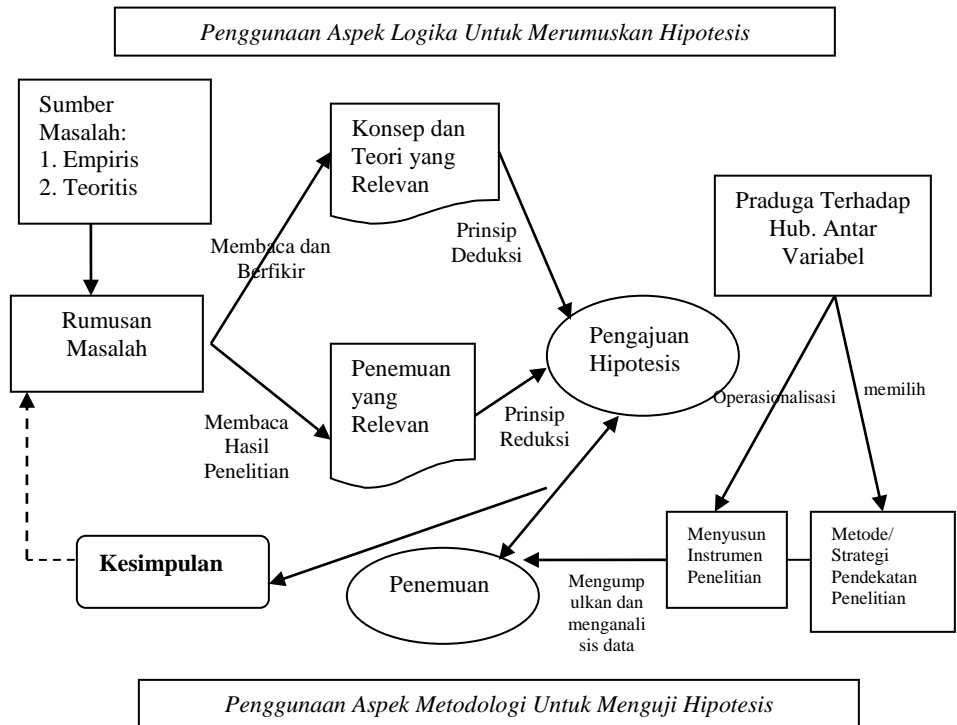 Penggunaan Aspek Logika Untuk Merumuskan Hipotesis
Sumber
Masalah:
1. Empiris
2. Teoritis
Konsep dan
Teori yang
Relevan
Praduga Terhadap
Hub. Antar
Variabel
Membaca dan
Berfikir
Prinsip
Deduksi
Rumusan
Masalah
Pengajuan
Hipotesis
Penemuan
yang
Relevan
Membaca
Hasil
Penelitian
Prinsip
Reduksi
Operasionalisasi
memilih
Kesimpulan
Penemuan
Mengump
ulkan dan
menganali
sis data
Menyusun
Instrumen
Penelitian
Metode/
Strategi
Pendekatan
Penelitian
Penggunaan Aspek Metodologi Untuk Menguji Hipotesis